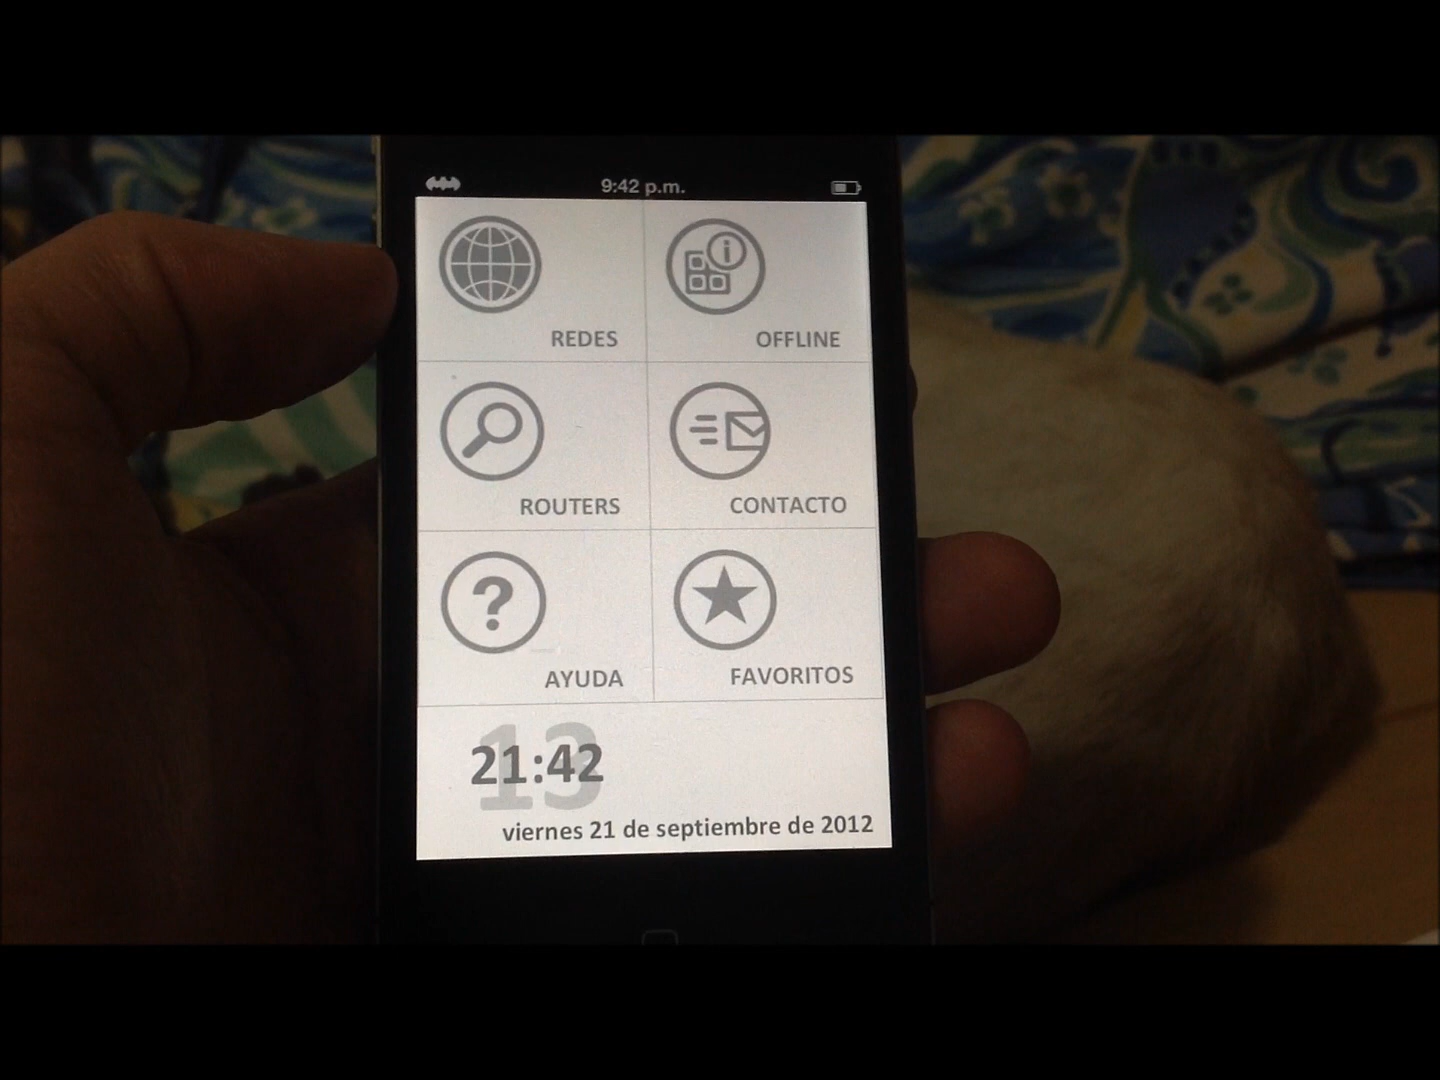 9:42 p.m.
REDES
OFFLINE
ROUTERS
CONTACTO
AYUDA
FAVORITOS
13
21:42
viernes 21 de septiembre de 2012